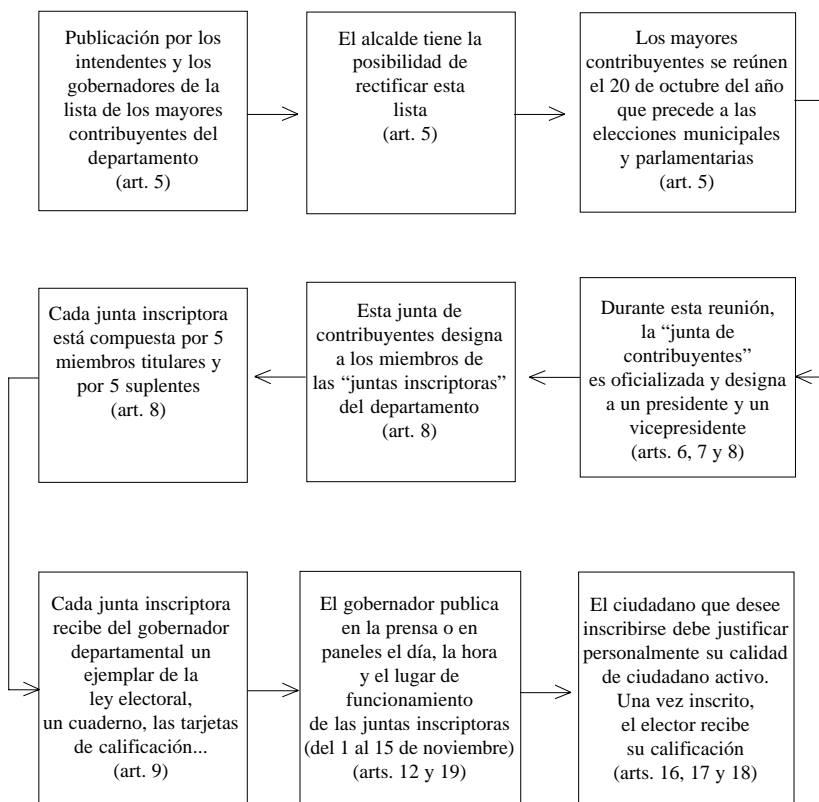 Publicación por los
intendentes y los
gobernadores de la
lista de los mayores
contribuyentes del
departamento
(art. 5)
El alcalde tiene la
posibilidad de
rectificar esta
lista
(art. 5)
Los mayores
contribuyentes se reúnen
el 20 de octubre del año
que precede a las
elecciones municipales
y parlamentarias
(art. 5)
Durante esta reunión,
la “junta de
contribuyentes”
es oficializada y designa
a un presidente y un
vicepresidente
(arts. 6, 7 y 8)
Esta junta de
contribuyentes designa
a los miembros de
las “juntas inscriptoras”
del departamento
(art. 8)
Cada junta inscriptora
está compuesta por 5
miembros titulares y
por 5 suplentes
(art. 8)
Cada junta inscriptora
recibe del gobernador
departamental un
ejemplar de la
ley electoral,
un cuaderno, las tarjetas
de calificación...
(art. 9)
El gobernador publica
en la prensa o en
paneles el día, la hora
y el lugar de
funcionamiento
de las juntas inscriptoras
(del 1 al 15 de noviembre)
(arts. 12 y 19)
El ciudadano que desee
inscribirse debe justificar
personalmente su calidad
de ciudadano activo.
Una vez inscrito,
el elector recibe
su calificación
(arts. 16, 17 y 18)